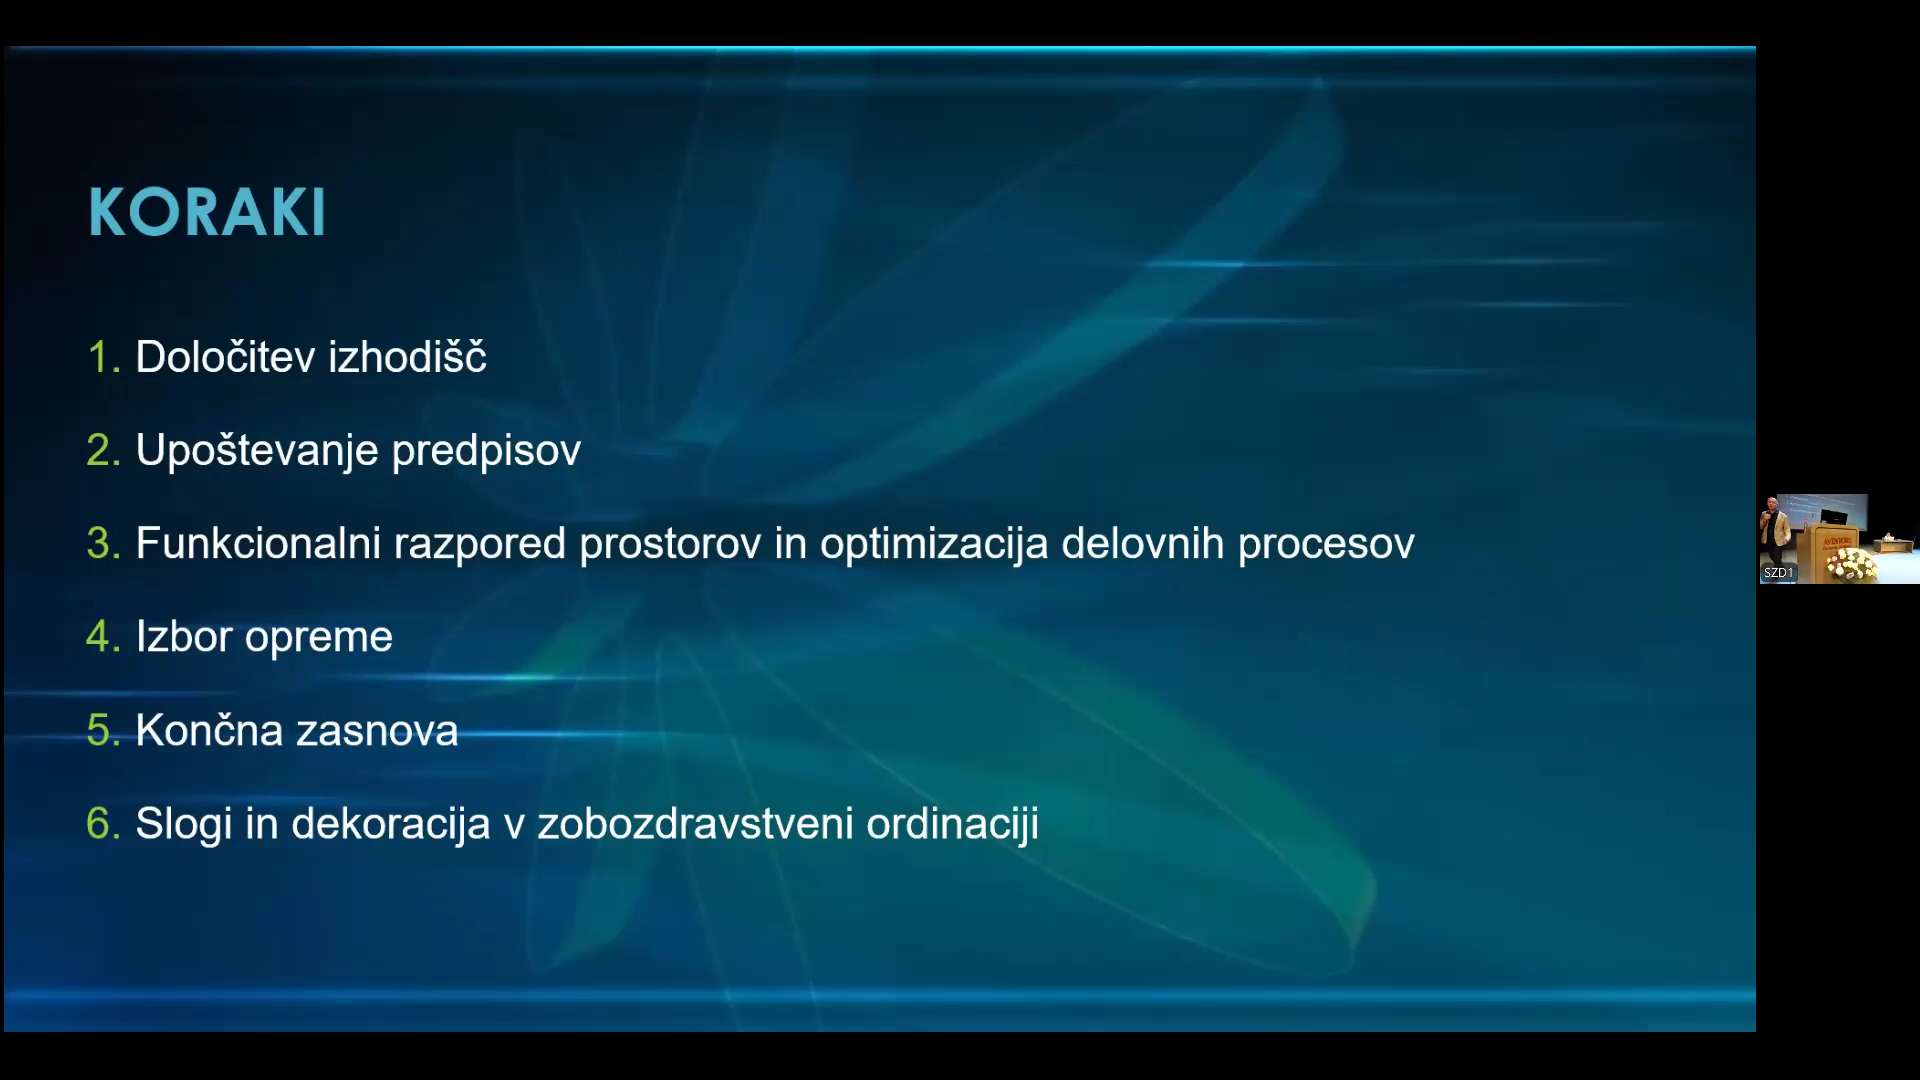 KORAKI
1. Določitev izhodišč
2. Upoštevanje predpisov
3. Funkcionalni razpored prostorov in optimizacija delovnih procesov
4. Izbor opreme
5. Končna zasnova
6. Slogi in dekoracija v zobozdravstveni ordinaciji
SZD1